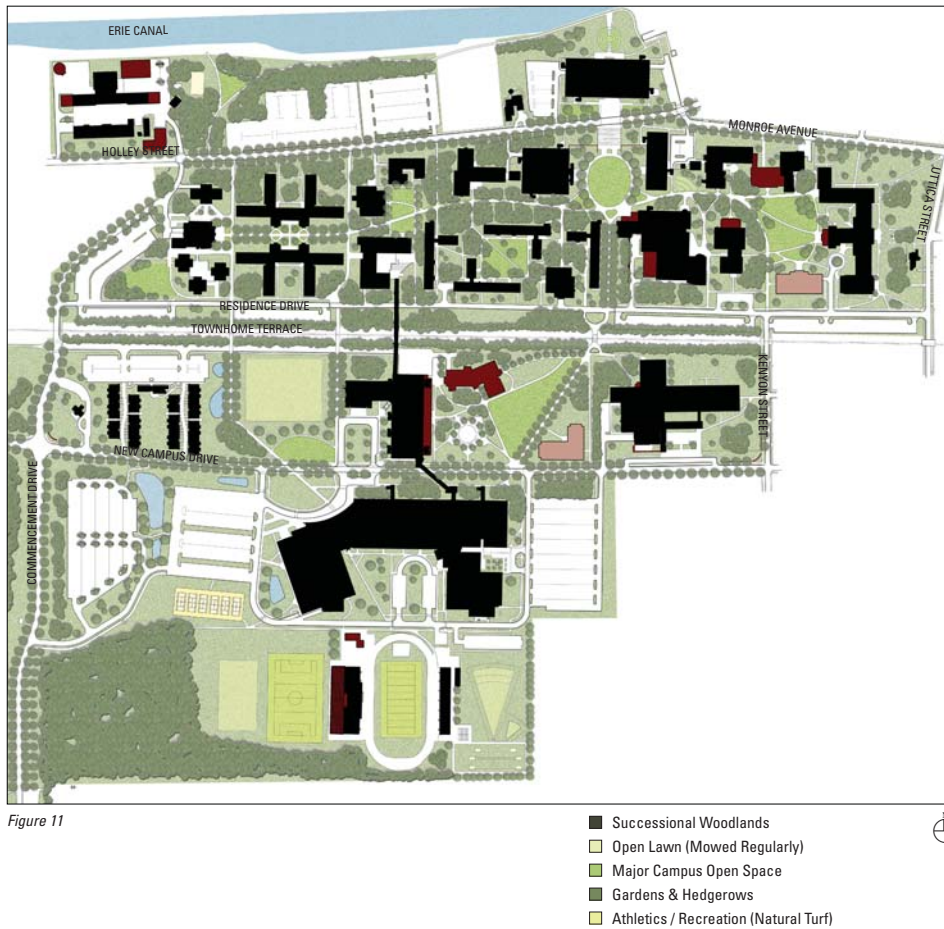 ERIE CANAL
MONROE AVENUE
HOLLEY STREET
UTTICA STREET
RESIDENCE DRIVE
TOWNHOME TERRACE
KENYON STREET
NEW CAMPUS DRIVE
COMMENCEMENT DRIVE
Figure 11
Successional Woodlands
Open Lawn (Mowed Regularly)
Major Campus Open Space
Gardens & Hedgerows
Athletics / Recreation (Natural Turf)